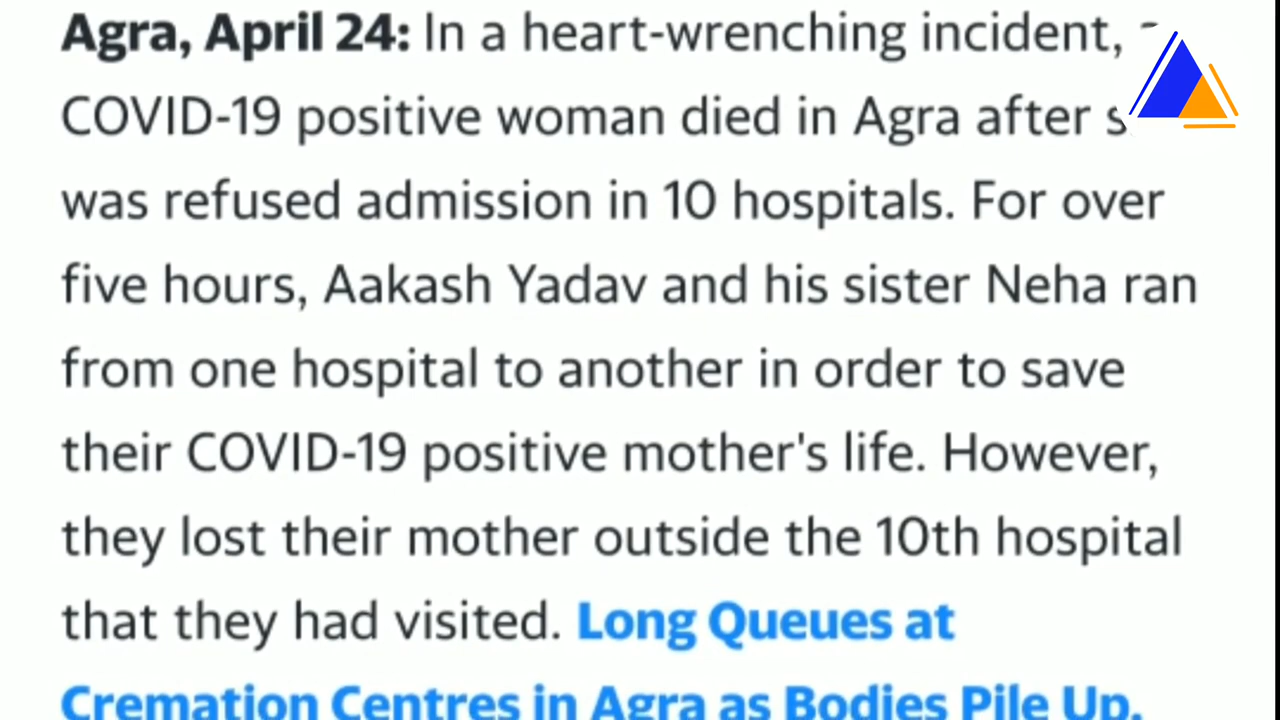 Agra, April 24: In a heart-wrenching incident,
COVID-19 positive woman died in Agra after
was refused admission in 10 hospitals. For over
five hours, Aakash Yadav and his sister Neha ran
from one hospital to another in order to save
their COVID-19 positive mother's life. However,
they lost their mother outside the 10th hospital
that they had visited. Long Queues at
Cremation Centres in Agra as Bodies Pile Up,